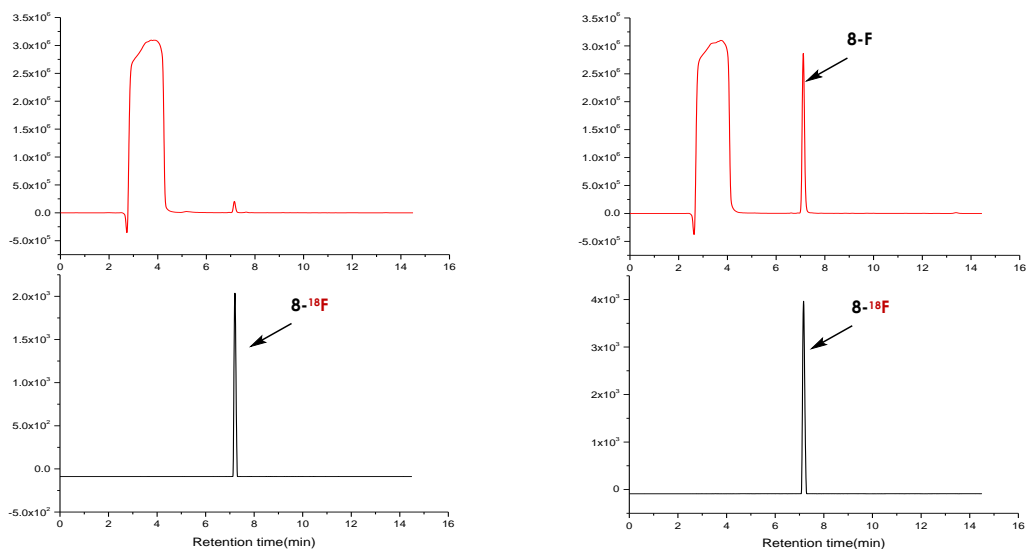 3.5x10⁶
3.0x10⁶
2.5x10⁶
2.0x10⁶
1.5x10⁶
1.0x10⁶
5.0x10⁵
0.0
-5.0x10⁵
0 2 4 6 8 10 12 14 16
8-F
3.5x10⁶
3.0x10⁶
2.5x10⁶
2.0x10⁶
1.5x10⁶
1.0x10⁶
5.0x10⁵
0.0
-5.0x10⁵
0 2 4 6 8 10 12 14 16
8-¹⁸F
2.0x10³
1.5x10³
1.0x10³
5.0x10²
0.0
-5.0x10²
0 2 4 6 8 10 12 14 16
Retention time(min)
8-¹⁸F
4x10³
3x10³
2x10³
1x10³
0
0 2 4 6 8 10 12 14 16
Retention time(min)